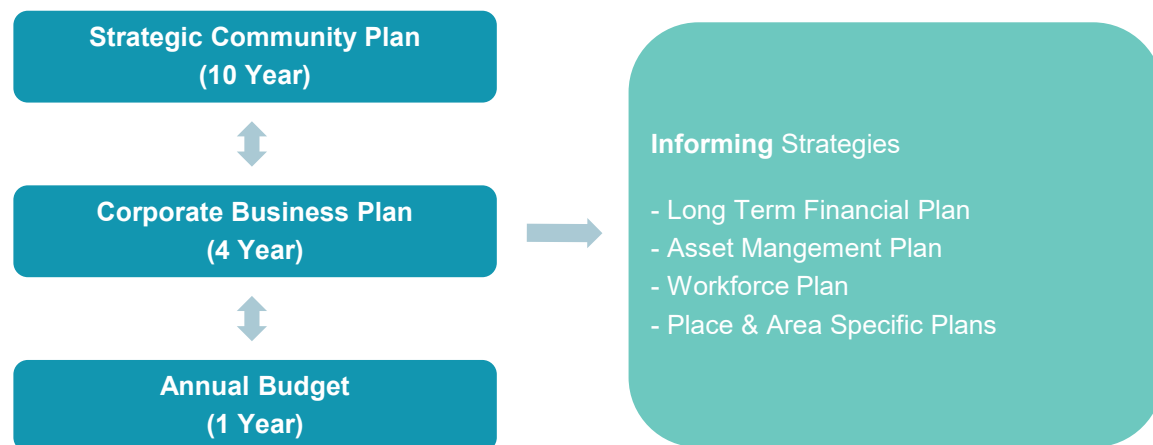 Strategic Community Plan
(10 Year)
Corporate Business Plan
(4 Year)
Annual Budget
(1 Year)
Informing Strategies
- Long Term Financial Plan
- Asset Mangement Plan
- Workforce Plan
- Place & Area Specific Plans